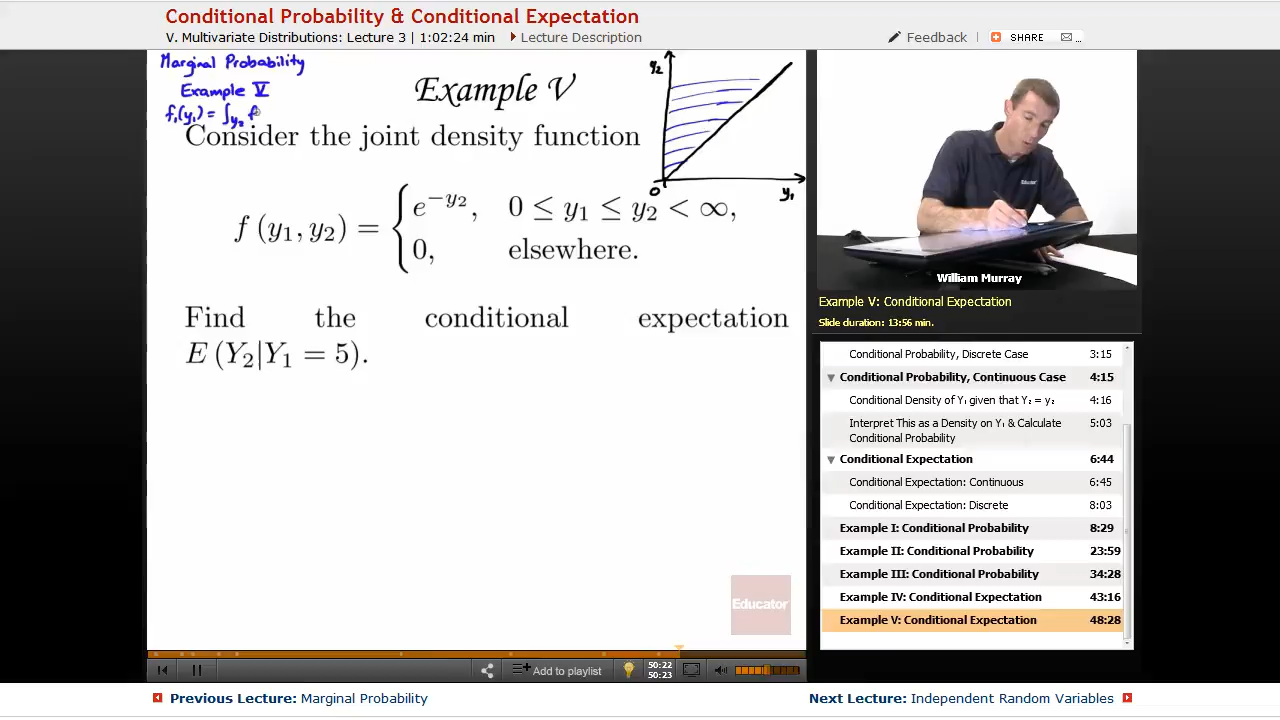 Conditional Probability & Conditional Expectation
V. Multivariate Distributions: Lecture 3 | 1:02:24 min
Lecture Description
Feedback
SHARE
Marginal Probability
Example V
f₁(y₁) = ∫y₂ f
Example V
y₂
0
y₁
Consider the joint density function
f (y₁, y₂) = { e^{−y₂}, 0 ≤ y₁ ≤ y₂ < ∞,
0, elsewhere.
Find the conditional expectation
E (Y₂|Y₁ = 5).
Educator
Educator
William Murray
Example V: Conditional Expectation
Slide duration: 13:56 min.
Conditional Probability, Discrete Case 3:15
Conditional Probability, Continuous Case 4:15
Conditional Density of Y₁ given that Y₂ = y₂ 4:16
Interpret This as a Density on Y₁ & Calculate 5:03
Conditional Probability
Conditional Expectation 6:44
Conditional Expectation: Continuous 6:45
Conditional Expectation: Discrete 8:03
Example I: Conditional Probability 8:29
Example II: Conditional Probability 23:59
Example III: Conditional Probability 34:28
Example IV: Conditional Expectation 43:16
Example V: Conditional Expectation 48:28
Add to playlist
50:22
50:23
Previous Lecture: Marginal Probability
Next Lecture: Independent Random Variables